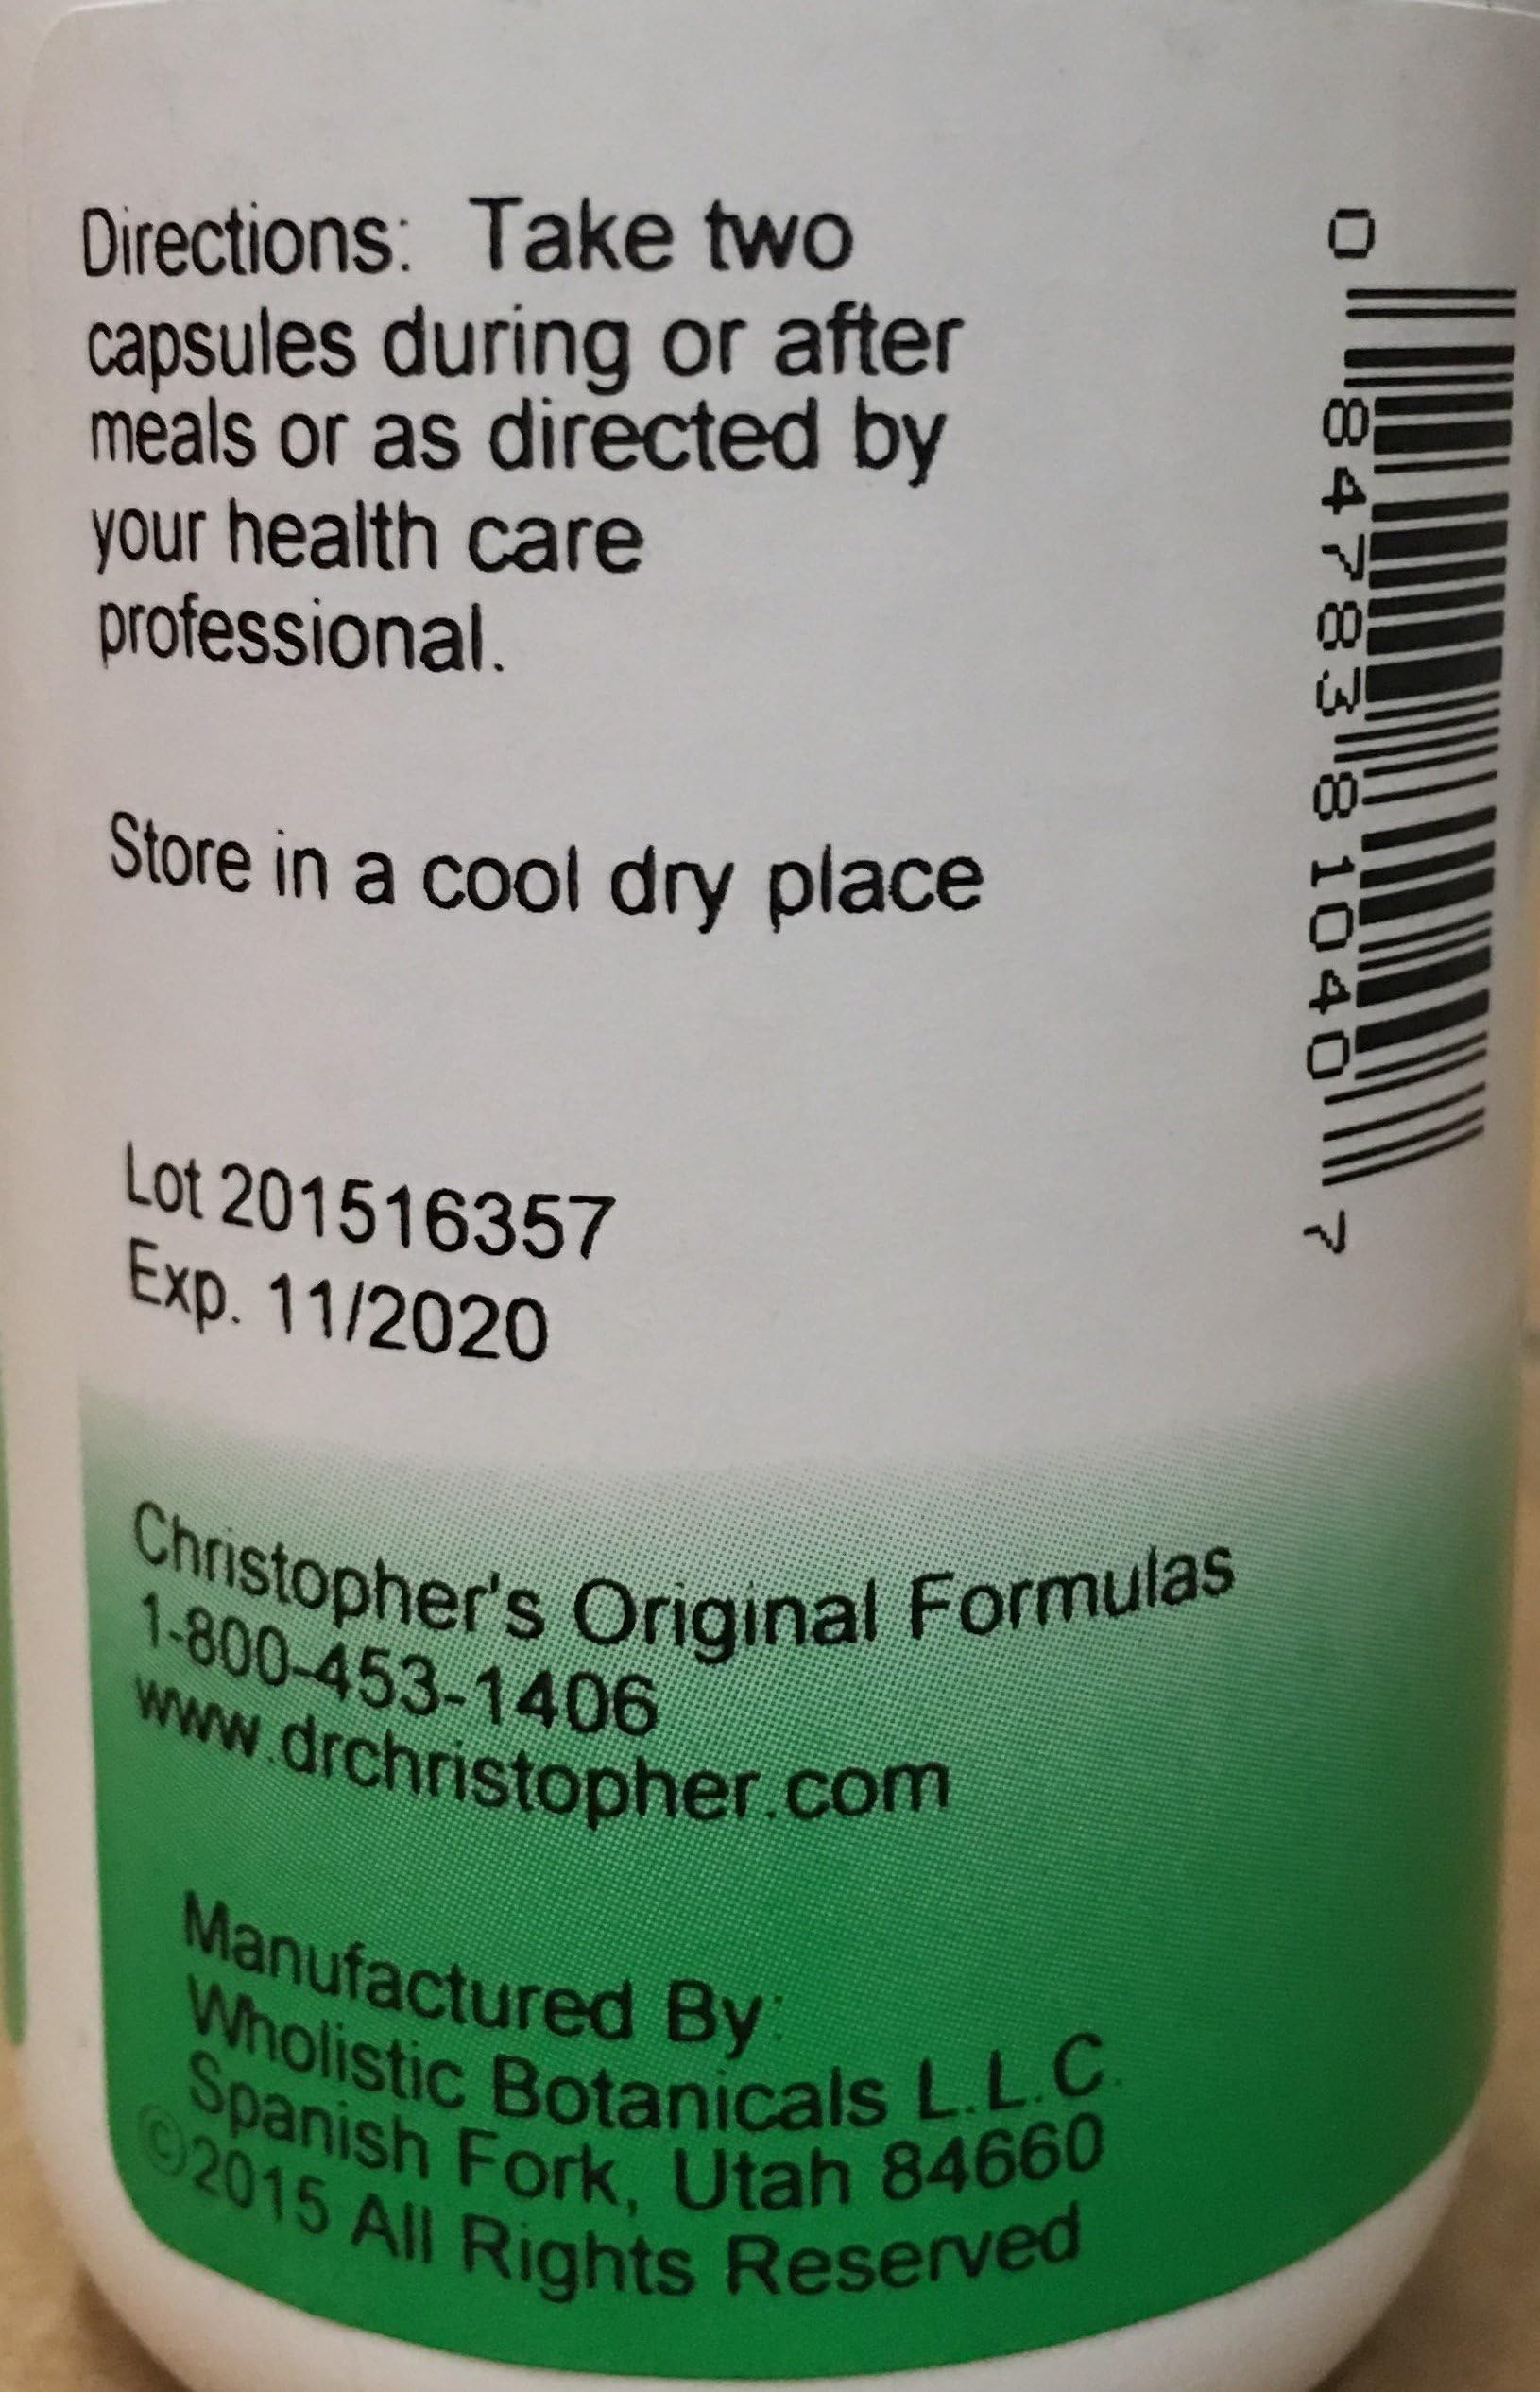 Directions: Take two
capsules during or after
meals or as directed by
your health care
professional.
Store in a cool dry place
Lot 201516357
Exp. 11/2020
Christopher's Original Formulas
1-800-453-1406
www.drchristopher.com
Manufactured By:
Wholistic Botanicals L.L.C.
Spanish Fork, Utah 84660
©2015 All Rights Reserved
0 84783 81040 7